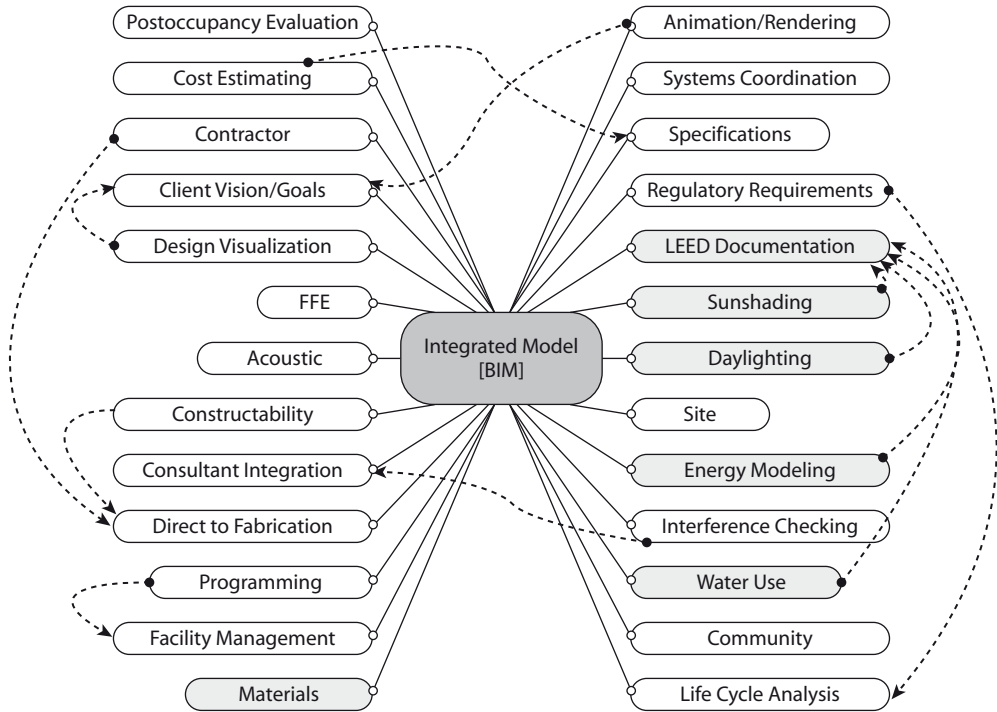 Postoccupancy Evaluation
Cost Estimating
Contractor
Client Vision/Goals
Design Visualization
FFE
Acoustic
Constructability
Consultant Integration
Direct to Fabrication
Programming
Facility Management
Materials
Integrated Model
[BIM]
Animation/Rendering
Systems Coordination
Specifications
Regulatory Requirements
LEED Documentation
Sunshading
Daylighting
Site
Energy Modeling
Interference Checking
Water Use
Community
Life Cycle Analysis